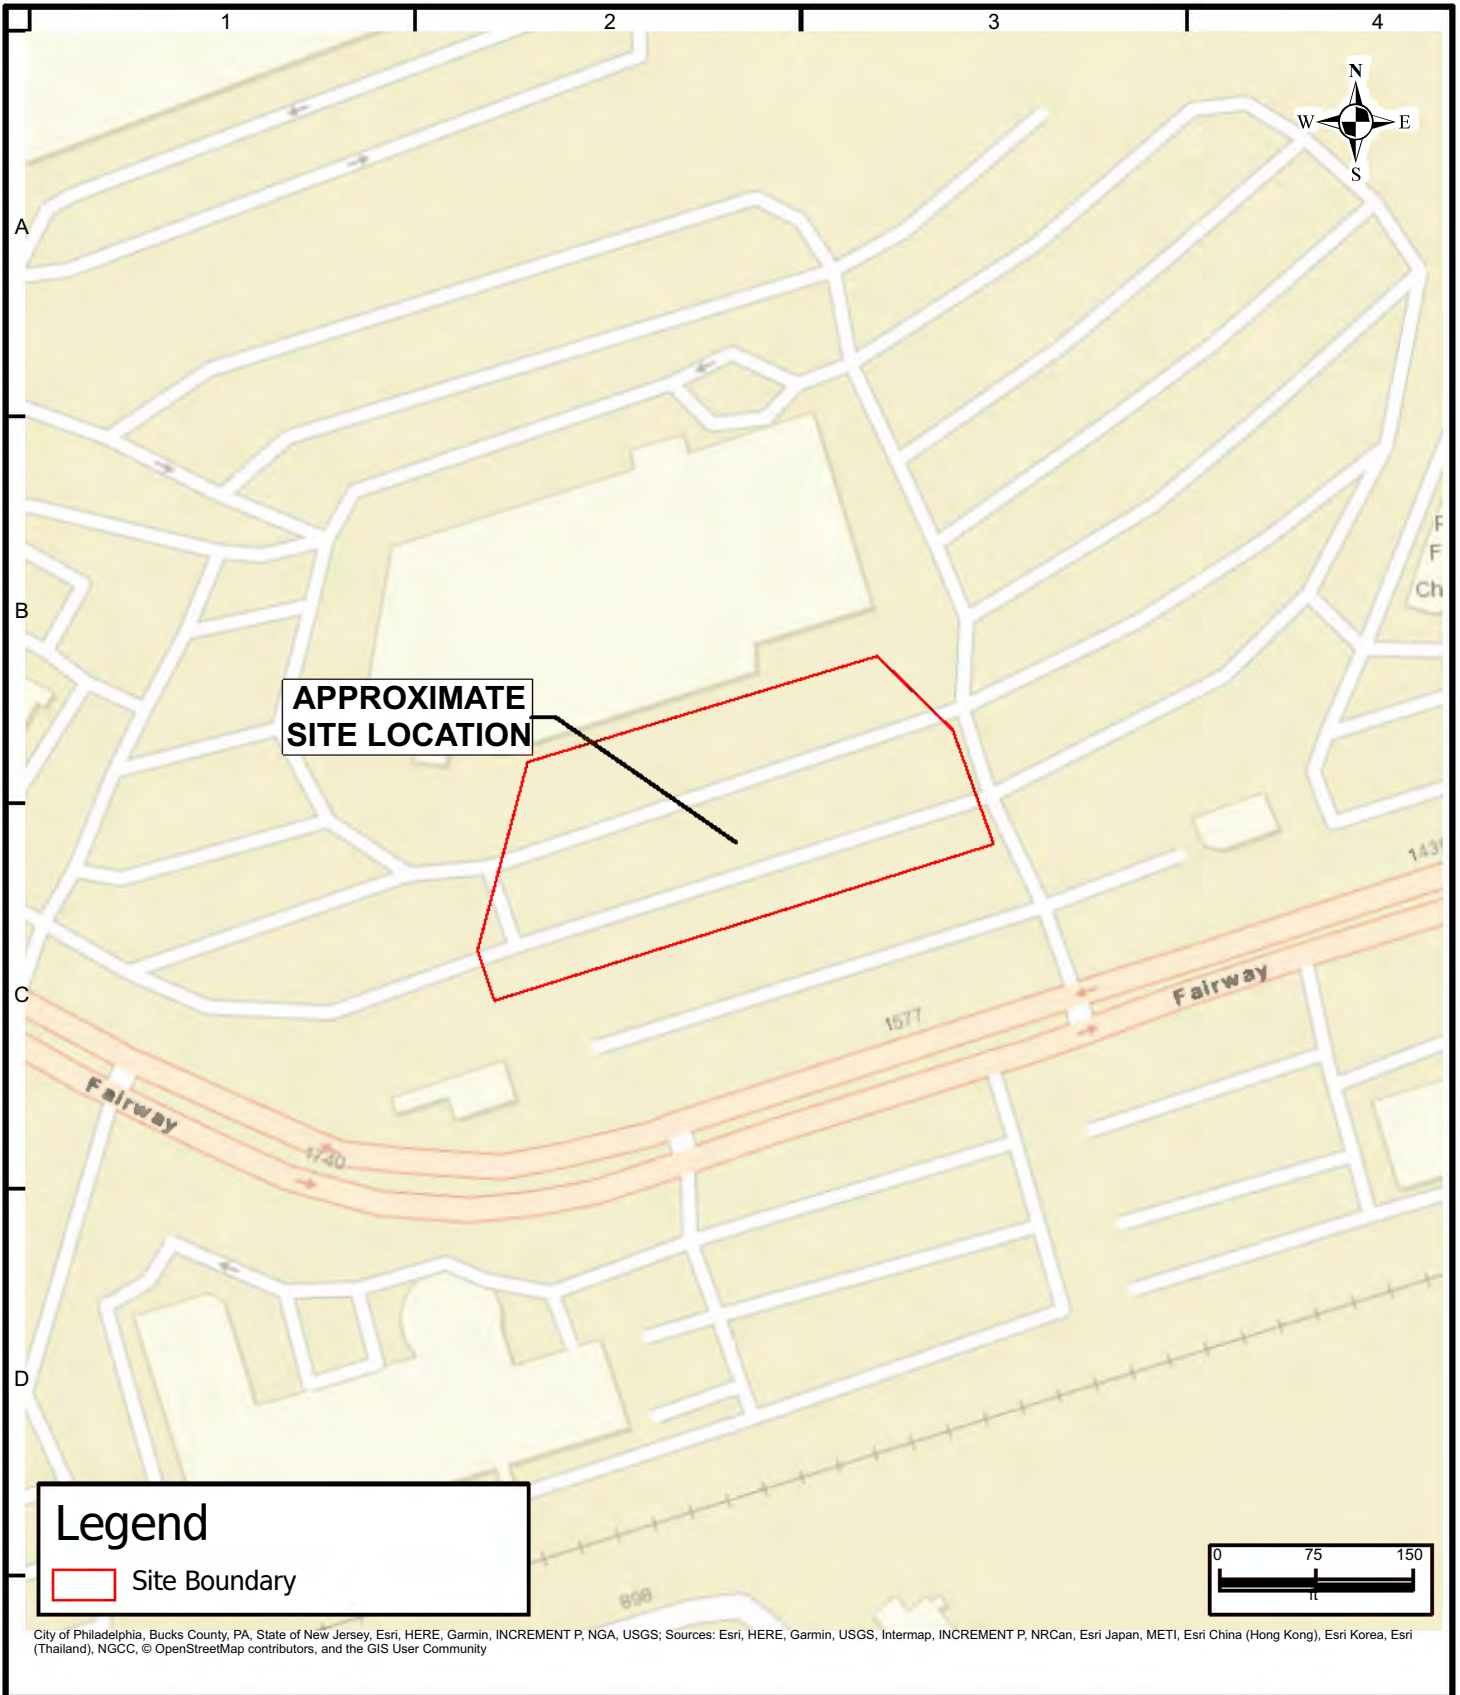 1 2 3 4
N
W E
S
A
B
Ch
APPROXIMATE
SITE LOCATION
C
Fairway
1577
Fairway
1740
D
Legend
Site Boundary
0 75 150
ft
898
City of Philadelphia, Bucks County, PA, State of New Jersey, Esri, HERE, Garmin, INCREMENT P, NGA, USGS; Sources: Esri, HERE, Garmin, USGS, Intermap, INCREMENT P, NRCan, Esri Japan, METI, Esri China (Hong Kong), Esri Korea, Esri
(Thailand), NGCC, © OpenStreetMap contributors, and the GIS User Community